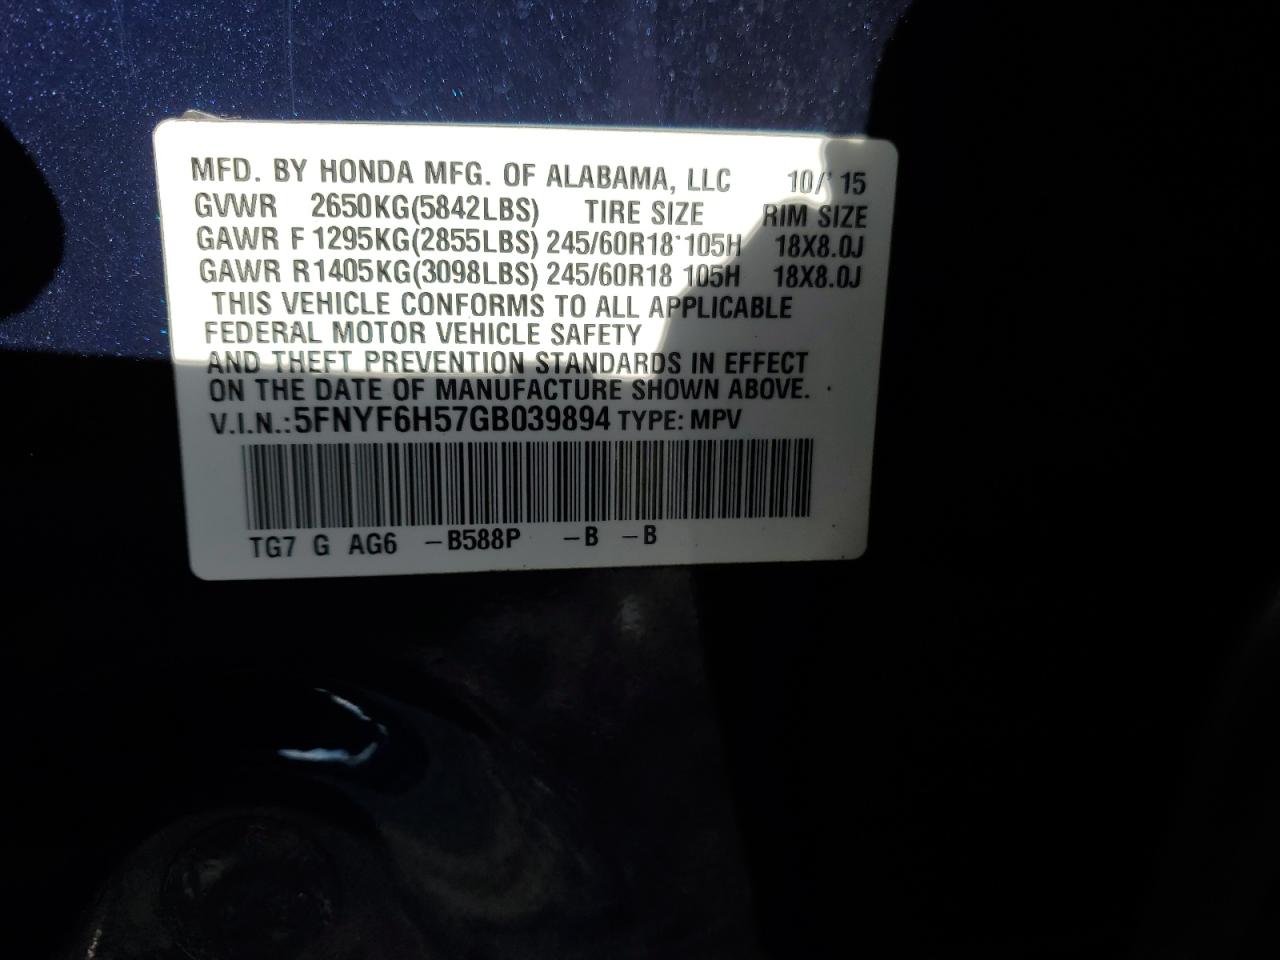 MFD. BY HONDA MFG. OF ALABAMA, LLC 10/'15
GVWR 2650KG(5842LBS) TIRE SIZE RIM SIZE
GAWR F 1295KG(2855LBS) 245/60R18 105H 18X8.0J
GAWR R 1405KG(3098LBS) 245/60R18 105H 18X8.0J
THIS VEHICLE CONFORMS TO ALL APPLICABLE
FEDERAL MOTOR VEHICLE SAFETY
AND THEFT PREVENTION STANDARDS IN EFFECT
ON THE DATE OF MANUFACTURE SHOWN ABOVE.
V.I.N.: 5FNYF6H57GB039894 TYPE: MPV
TG7 G AG6 -B588P -B -B